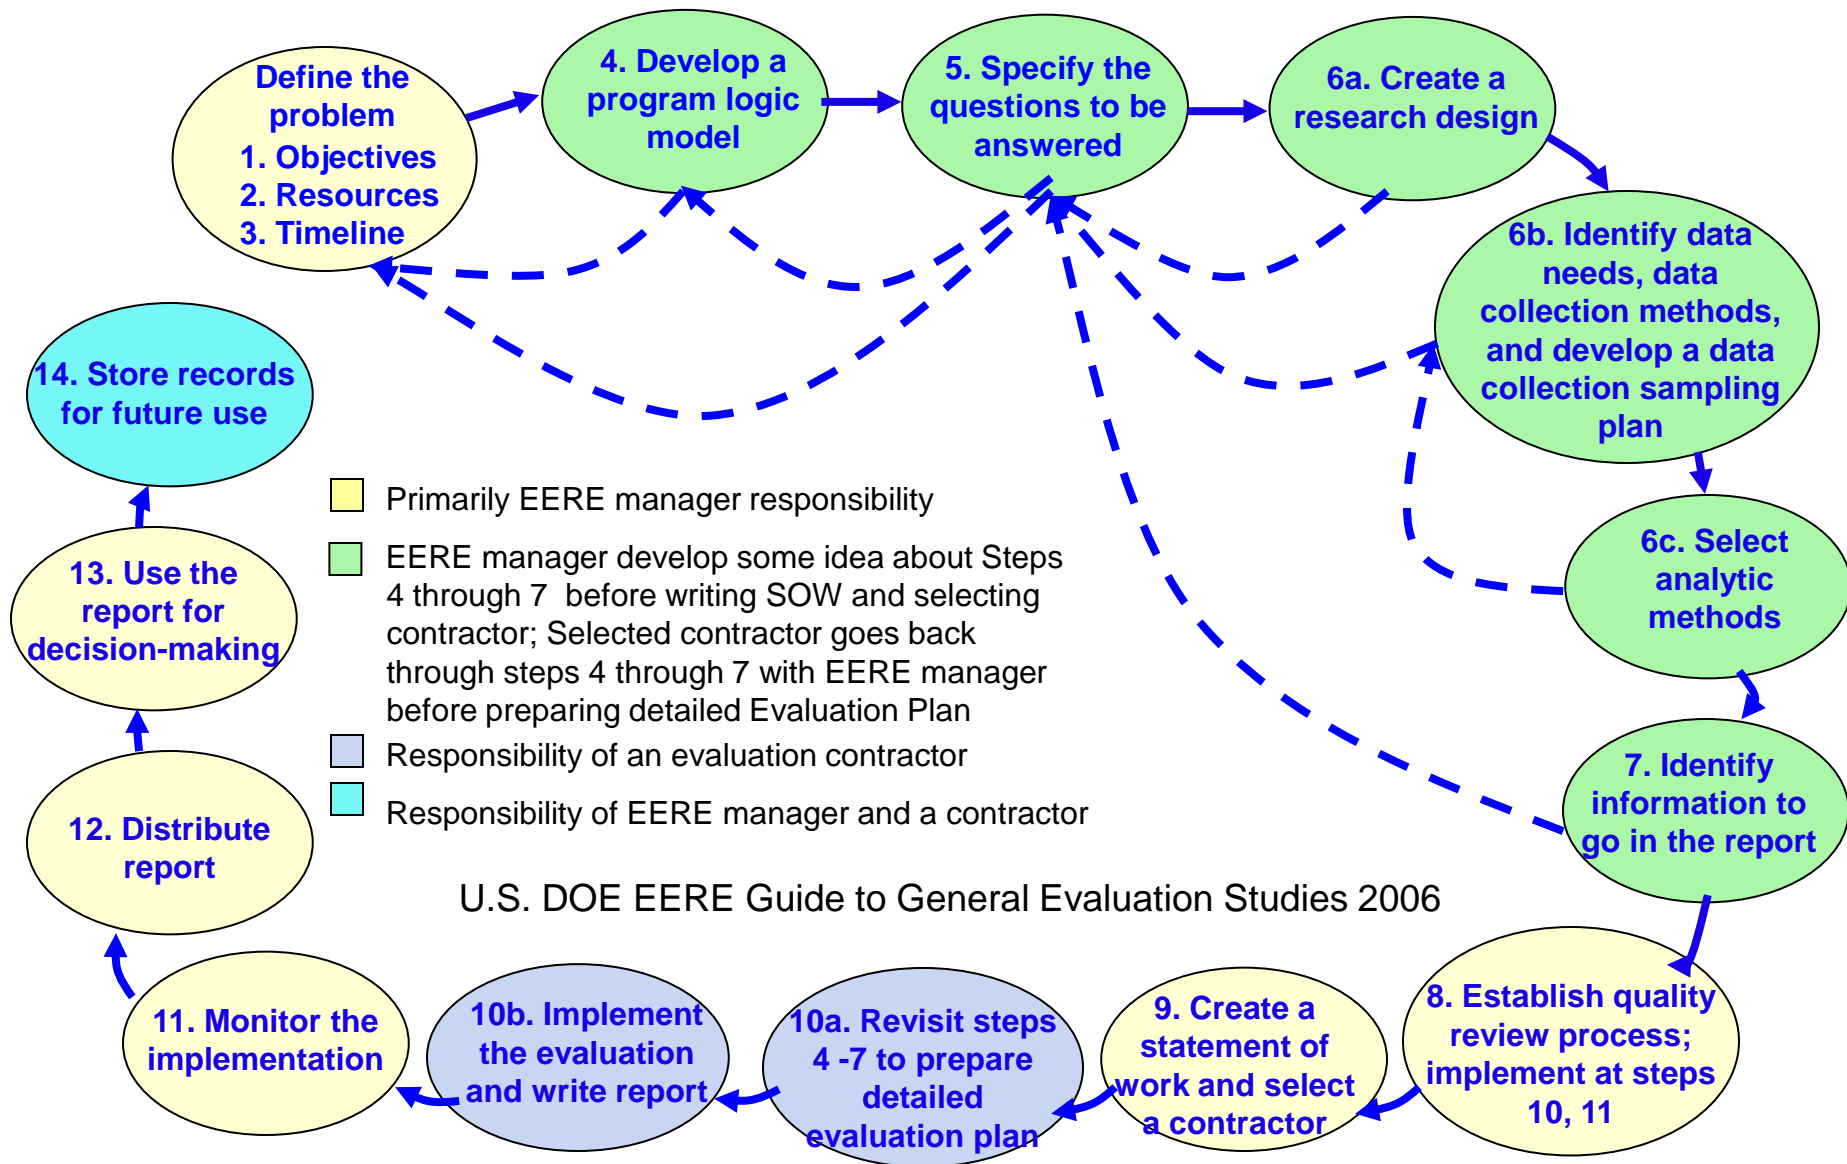 Define the
problem
1. Objectives
2. Resources
3. Timeline
4. Develop a
program logic
model
5. Specify the
questions to be
answered
6a. Create a
research design
6b. Identify data
needs, data
collection methods,
and develop a data
collection sampling
plan
6c. Select
analytic
methods
7. Identify
information to
go in the report
8. Establish quality
review process;
implement at steps
10, 11
9. Create a
statement of
work and select
a contractor
10a. Revisit steps
4 -7 to prepare
detailed
evaluation plan
10b. Implement
the evaluation
and write report
11. Monitor the
implementation
12. Distribute
report
13. Use the
report for
decision-making
14. Store records
for future use
Primarily EERE manager responsibility
EERE manager develop some idea about Steps
4 through 7 before writing SOW and selecting
contractor; Selected contractor goes back
through steps 4 through 7 with EERE manager
before preparing detailed Evaluation Plan
Responsibility of an evaluation contractor
Responsibility of EERE manager and a contractor
U.S. DOE EERE Guide to General Evaluation Studies 2006